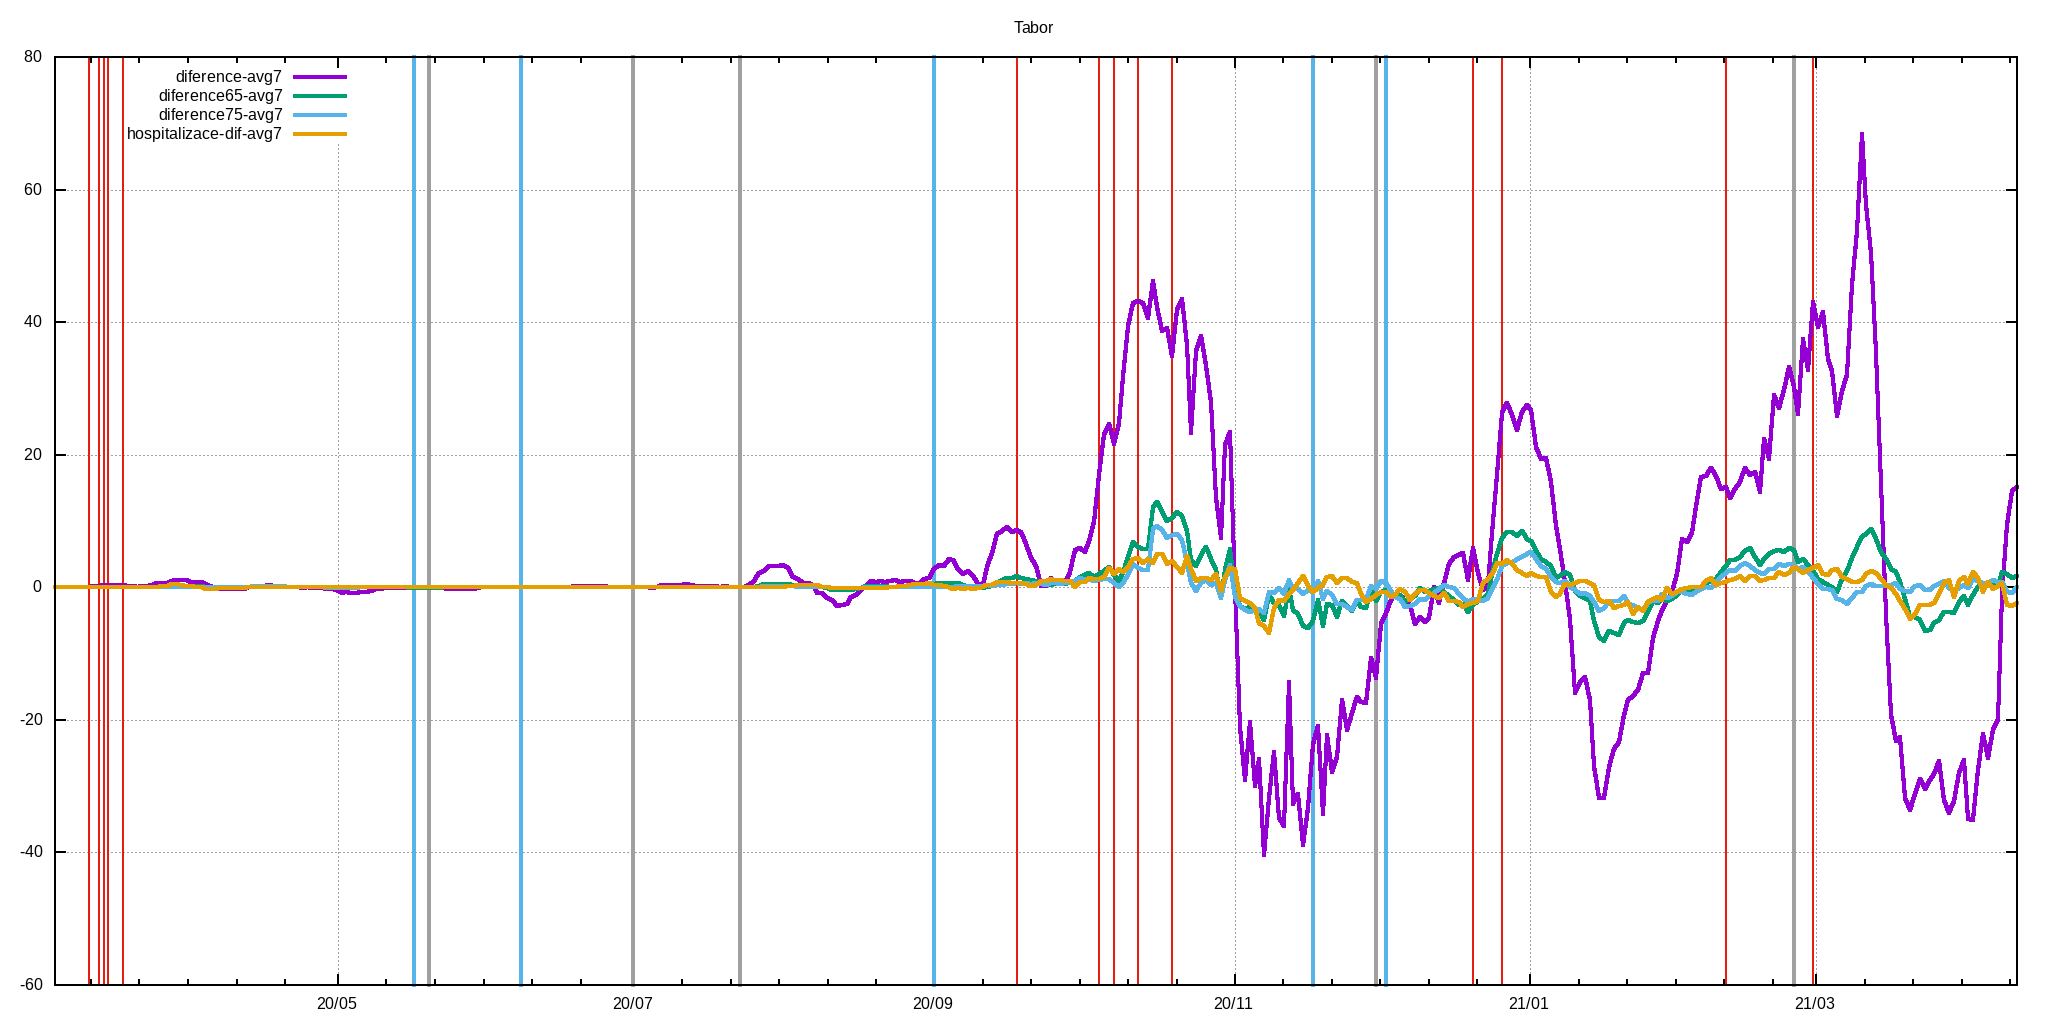 Tabor
diference-avg7
diference65-avg7
diference75-avg7
hospitalizace-dif-avg7
80
60
40
20
0
-20
-40
-60
20/05 20/07 20/09 20/11 21/01 21/03